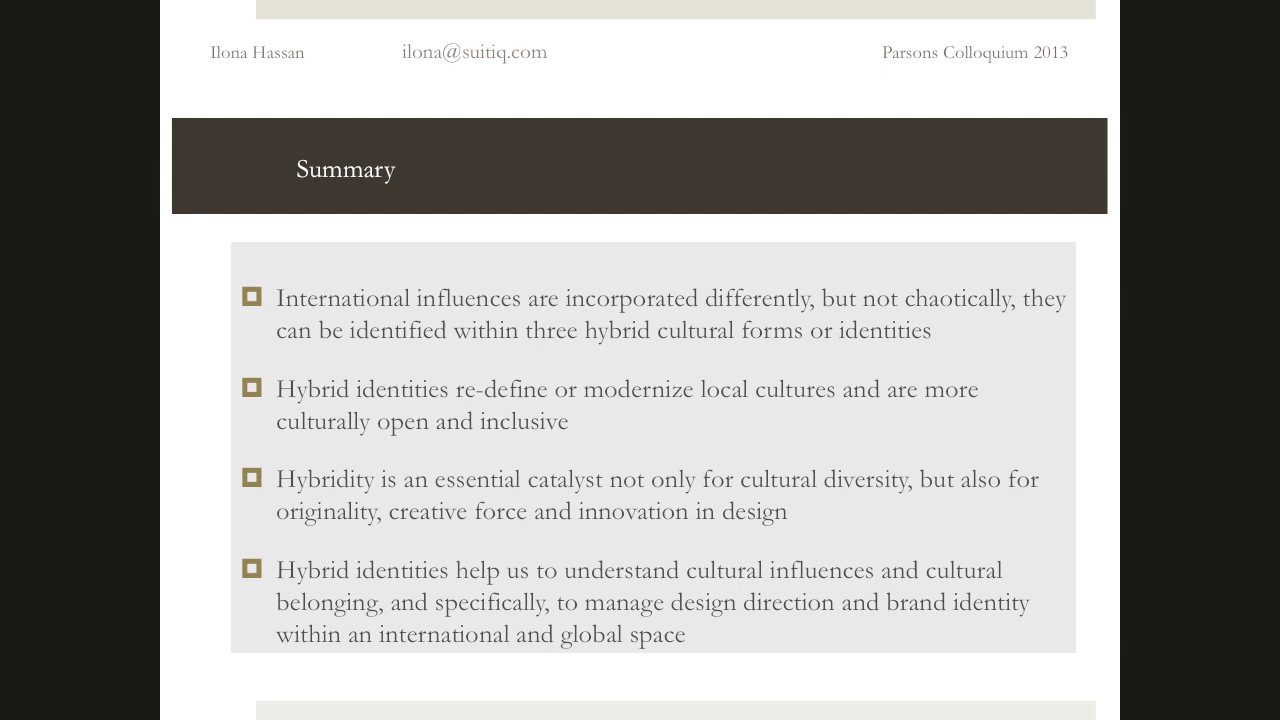 Ilona Hassan ilona@suitiq.com Parsons Colloquium 2013
Summary
International influences are incorporated differently, but not chaotically, they
can be identified within three hybrid cultural forms or identities
Hybrid identities re-define or modernize local cultures and are more
culturally open and inclusive
Hybridity is an essential catalyst not only for cultural diversity, but also for
originality, creative force and innovation in design
Hybrid identities help us to understand cultural influences and cultural
belonging, and specifically, to manage design direction and brand identity
within an international and global space